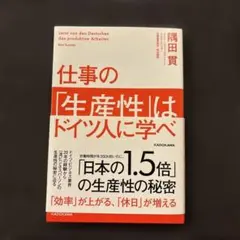 Lernt von den Deutschen
das produktive Arbeiten
隅田 貫
仕事の
「生産性」は
ドイツ人に学べ
KADOKAWA
「日本の1.5倍」
の生産性の秘密
「効率」が上がる、「休日」が増える
KADOKAWA